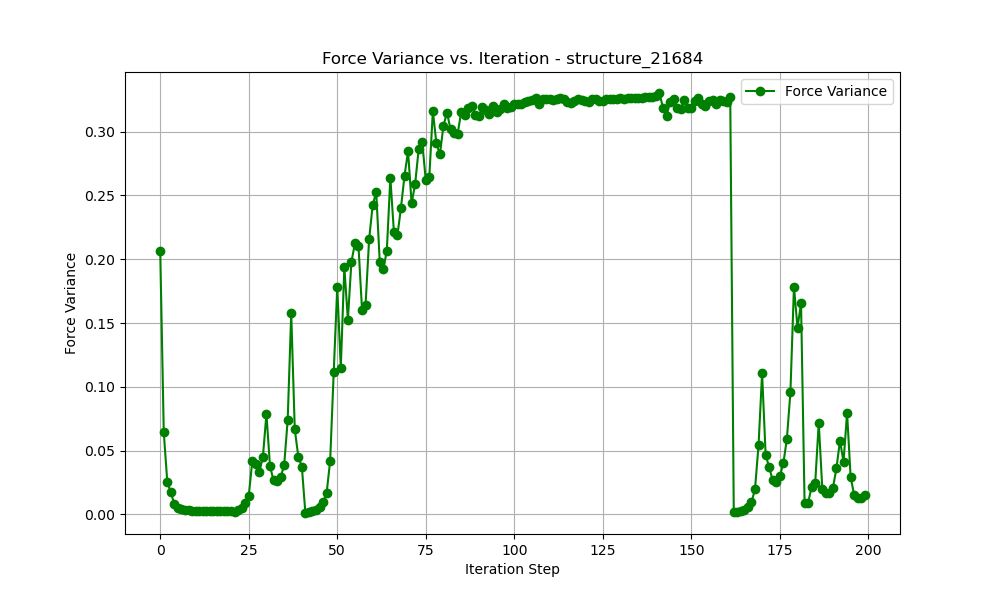 Force Variance vs. Iteration - structure_21684
Force Variance
0.30
0.25
0.20
0.15
0.10
0.05
0.00
Force Variance
0 25 50 75 100 125 150 175 200
Iteration Step